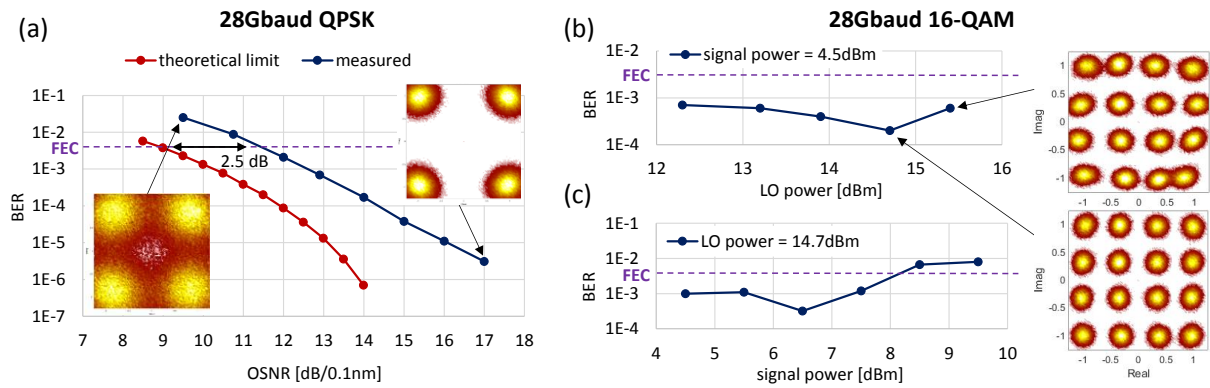 28Gbaud QPSK
(a)
theoretical limit
measured
1E-1
1E-2
1E-3
1E-4
1E-5
1E-6
1E-7
BER
FEC
2.5 dB
7 8 9 10 11 12 13 14 15 16 17 18
OSNR [dB/0.1nm]
28Gbaud 16-QAM
(b)
1E-2
1E-3
1E-4
BER
FEC
signal power = 4.5dBm
12 13 14 15 16
LO power [dBm]
(c)
1E-1
1E-2
1E-3
1E-4
BER
FEC
LO power = 14.7dBm
4 5 6 7 8 9 10
signal power [dBm]
1
0.5
0
-0.5
-1
Imag
-1 -0.5 0 0.5 1
1
0.5
0
-0.5
-1
Imag
-1 -0.5 0 0.5 1
Real